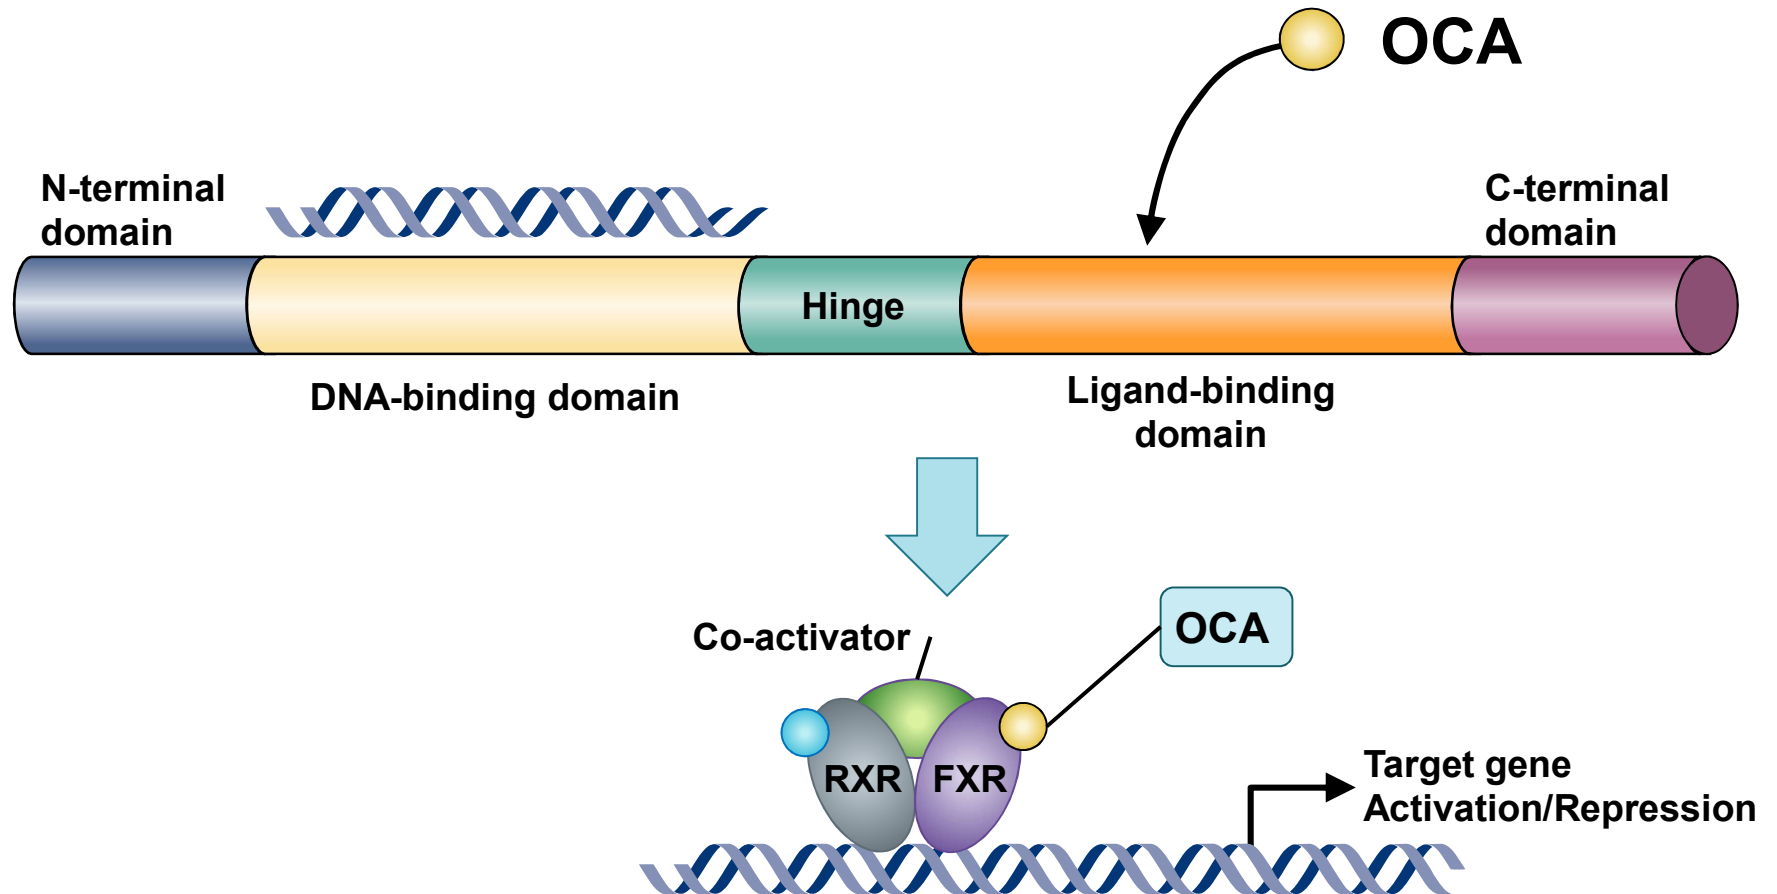 OCA
N-terminal
domain
C-terminal
domain
Hinge
DNA-binding domain
Ligand-binding
domain
Co-activator
OCA
RXR
FXR
Target gene
Activation/Repression